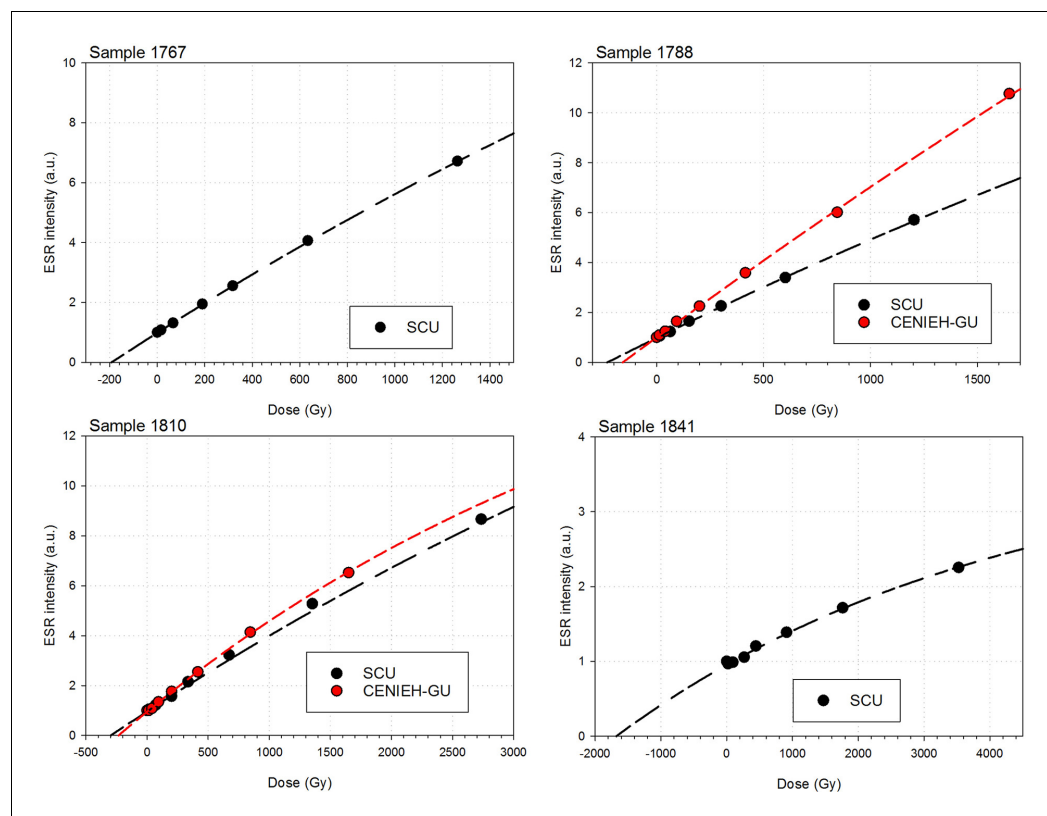 Sample 1767
10
8
6
4
2
0
ESR intensity (a.u.)
-200 0 200 400 600 800 1000 1200 1400
Dose (Gy)
SCU
Sample 1788
12
10
8
6
4
2
0
ESR intensity (a.u.)
0 500 1000 1500
Dose (Gy)
SCU
CENIEH-GU
Sample 1810
12
10
8
6
4
2
0
ESR intensity (a.u.)
-500 0 500 1000 1500 2000 2500 3000
Dose (Gy)
SCU
CENIEH-GU
Sample 1841
4
3
2
1
0
ESR intensity (a.u.)
-2000 -1000 0 1000 2000 3000 4000
Dose (Gy)
SCU